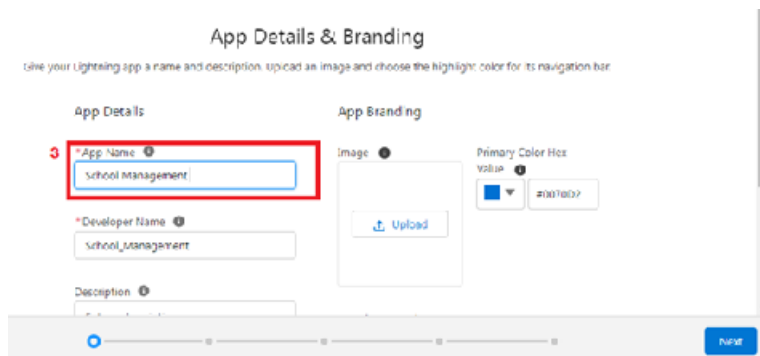 App Details & Branding
Give your Lightning app a name and description. Upload an image and choose the highlight color for its navigation bar.
App Details
App Branding
3
*App Name
School Management
Image
Primary Color Hex
Value
#0070D2
Upload
*Developer Name
School_Management
Description
Next